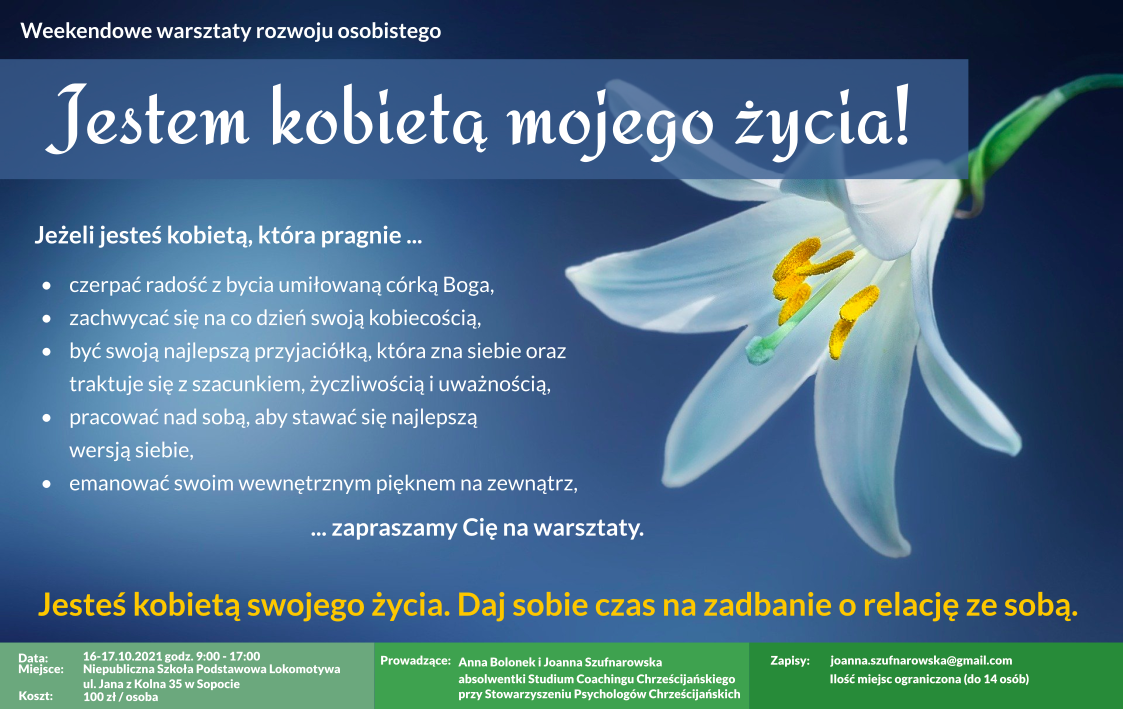 Weekendowe warsztaty rozwoju osobistego
Jestem kobietą mojego życia!
Jeżeli jesteś kobietą, która pragnie ...
• czerpać radość z bycia umiłowaną córką Boga,
• zachwycać się na co dzień swoją kobiecością,
• być swoją najlepszą przyjaciółką, która zna siebie oraz
traktuje się z szacunkiem, życzliwością i uważnością,
• pracować nad sobą, aby stawać się najlepszą
wersją siebie,
• emanować swoim wewnętrznym pięknem na zewnątrz,
... zapraszamy Cię na warsztaty.
Jesteś kobietą swojego życia. Daj sobie czas na zadbanie o relację ze sobą.
Data: 16-17.10.2021 godz. 9:00 - 17:00
Miejsce: Niepubliczna Szkoła Podstawowa Lokomotywa
ul. Jana z Kolna 35 w Sopocie
Koszt: 100 zł / osoba
Prowadzące: Anna Bolonek i Joanna Szufnarowska
absolwentki Studium Coachingu Chrześcijańskiego
przy Stowarzyszeniu Psychologów Chrześcijańskich
Zapisy: joanna.szufnarowska@gmail.com
Ilość miejsc ograniczona (do 14 osób)